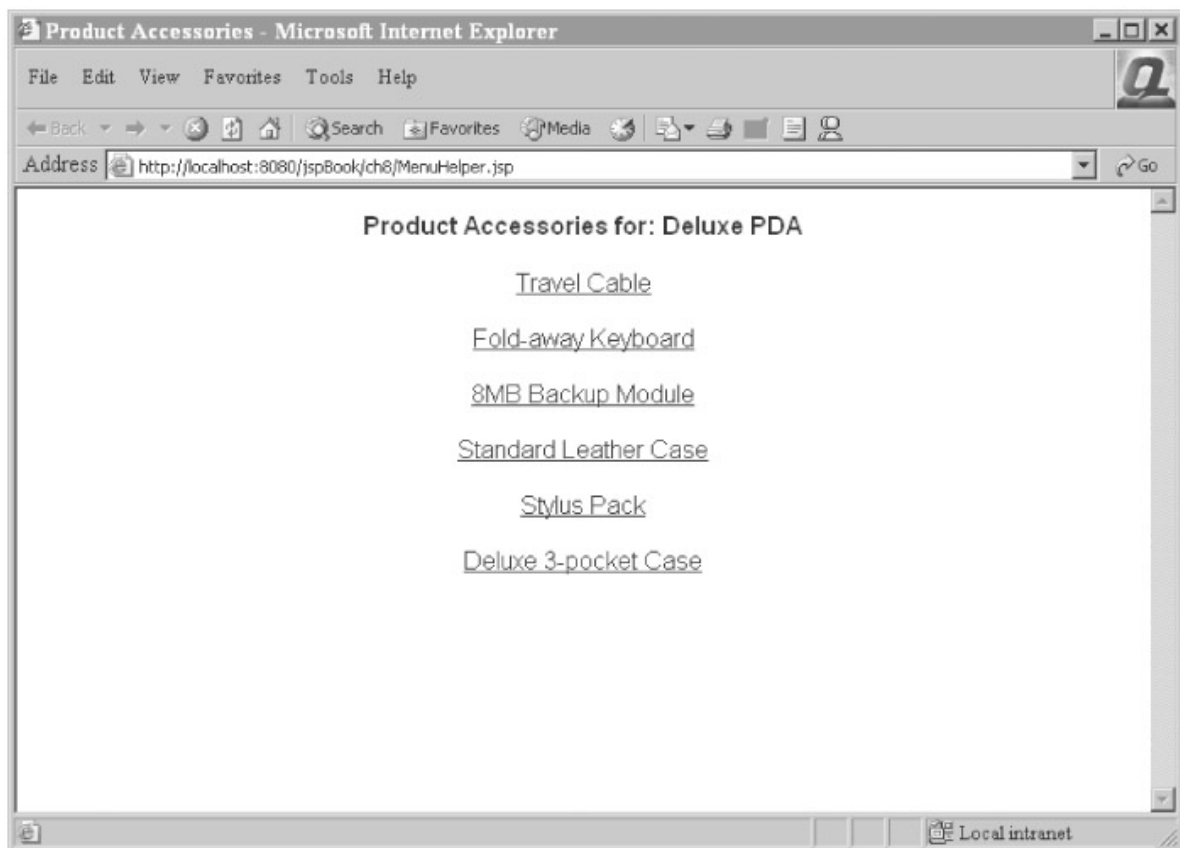 Product Accessories - Microsoft Internet Explorer
File Edit View Favorites Tools Help
Back Search Favorites Media
Address http://localhost:8080/jspBook/ch8/MenuHelper.jsp Go
Product Accessories for: Deluxe PDA
Travel Cable
Fold-away Keyboard
8MB Backup Module
Standard Leather Case
Stylus Pack
Deluxe 3-pocket Case
Local intranet